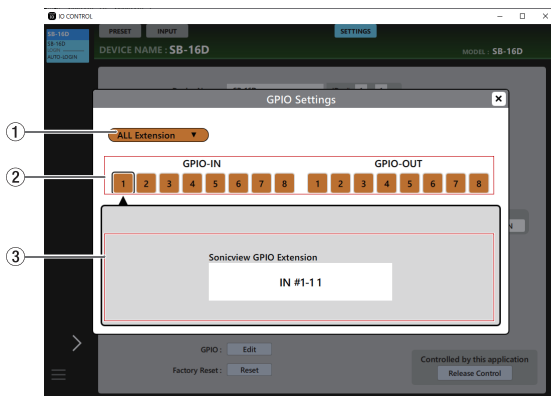 IO CONTROL
PRESET INPUT SETTINGS
SB-16D
SB-16D
AUTO-LOGIN
DEVICE NAME : SB-16D
MODEL : SB-16D
GPIO Settings
1
ALL Extension ▼
2
GPIO-IN GPIO-OUT
1 2 3 4 5 6 7 8 1 2 3 4 5 6 7 8
3
Sonicview GPIO Extension
IN #1-11
GPIO : Edit
Factory Reset : Reset
Controlled by this application
Release Control